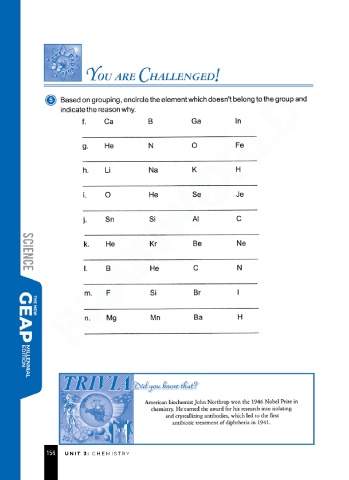 YOU ARE CHALLENGED!
5 Based on grouping, encircle the element which doesn't belong to the group and
indicate the reason why.
f. Ca B Ga In
g. He N O Fe
h. Li Na K H
i. O He Se Je
j. Sn Si Al C
k. He Kr Be Ne
l. B He C N
m. F Si Br I
n. Mg Mn Ba H
SCIENCE
THE NEW
GEAP
MILLENNIAL
EDITION
TRIVIA Did you know that?
American biochemist John Northrop won the 1946 Nobel Prize in
chemistry. He earned the award for his research into isolating
and crystallizing antibodies, which led to the first
antibiotic treatment of diphtheria in 1941.
156 UNIT 3: CHEMISTRY